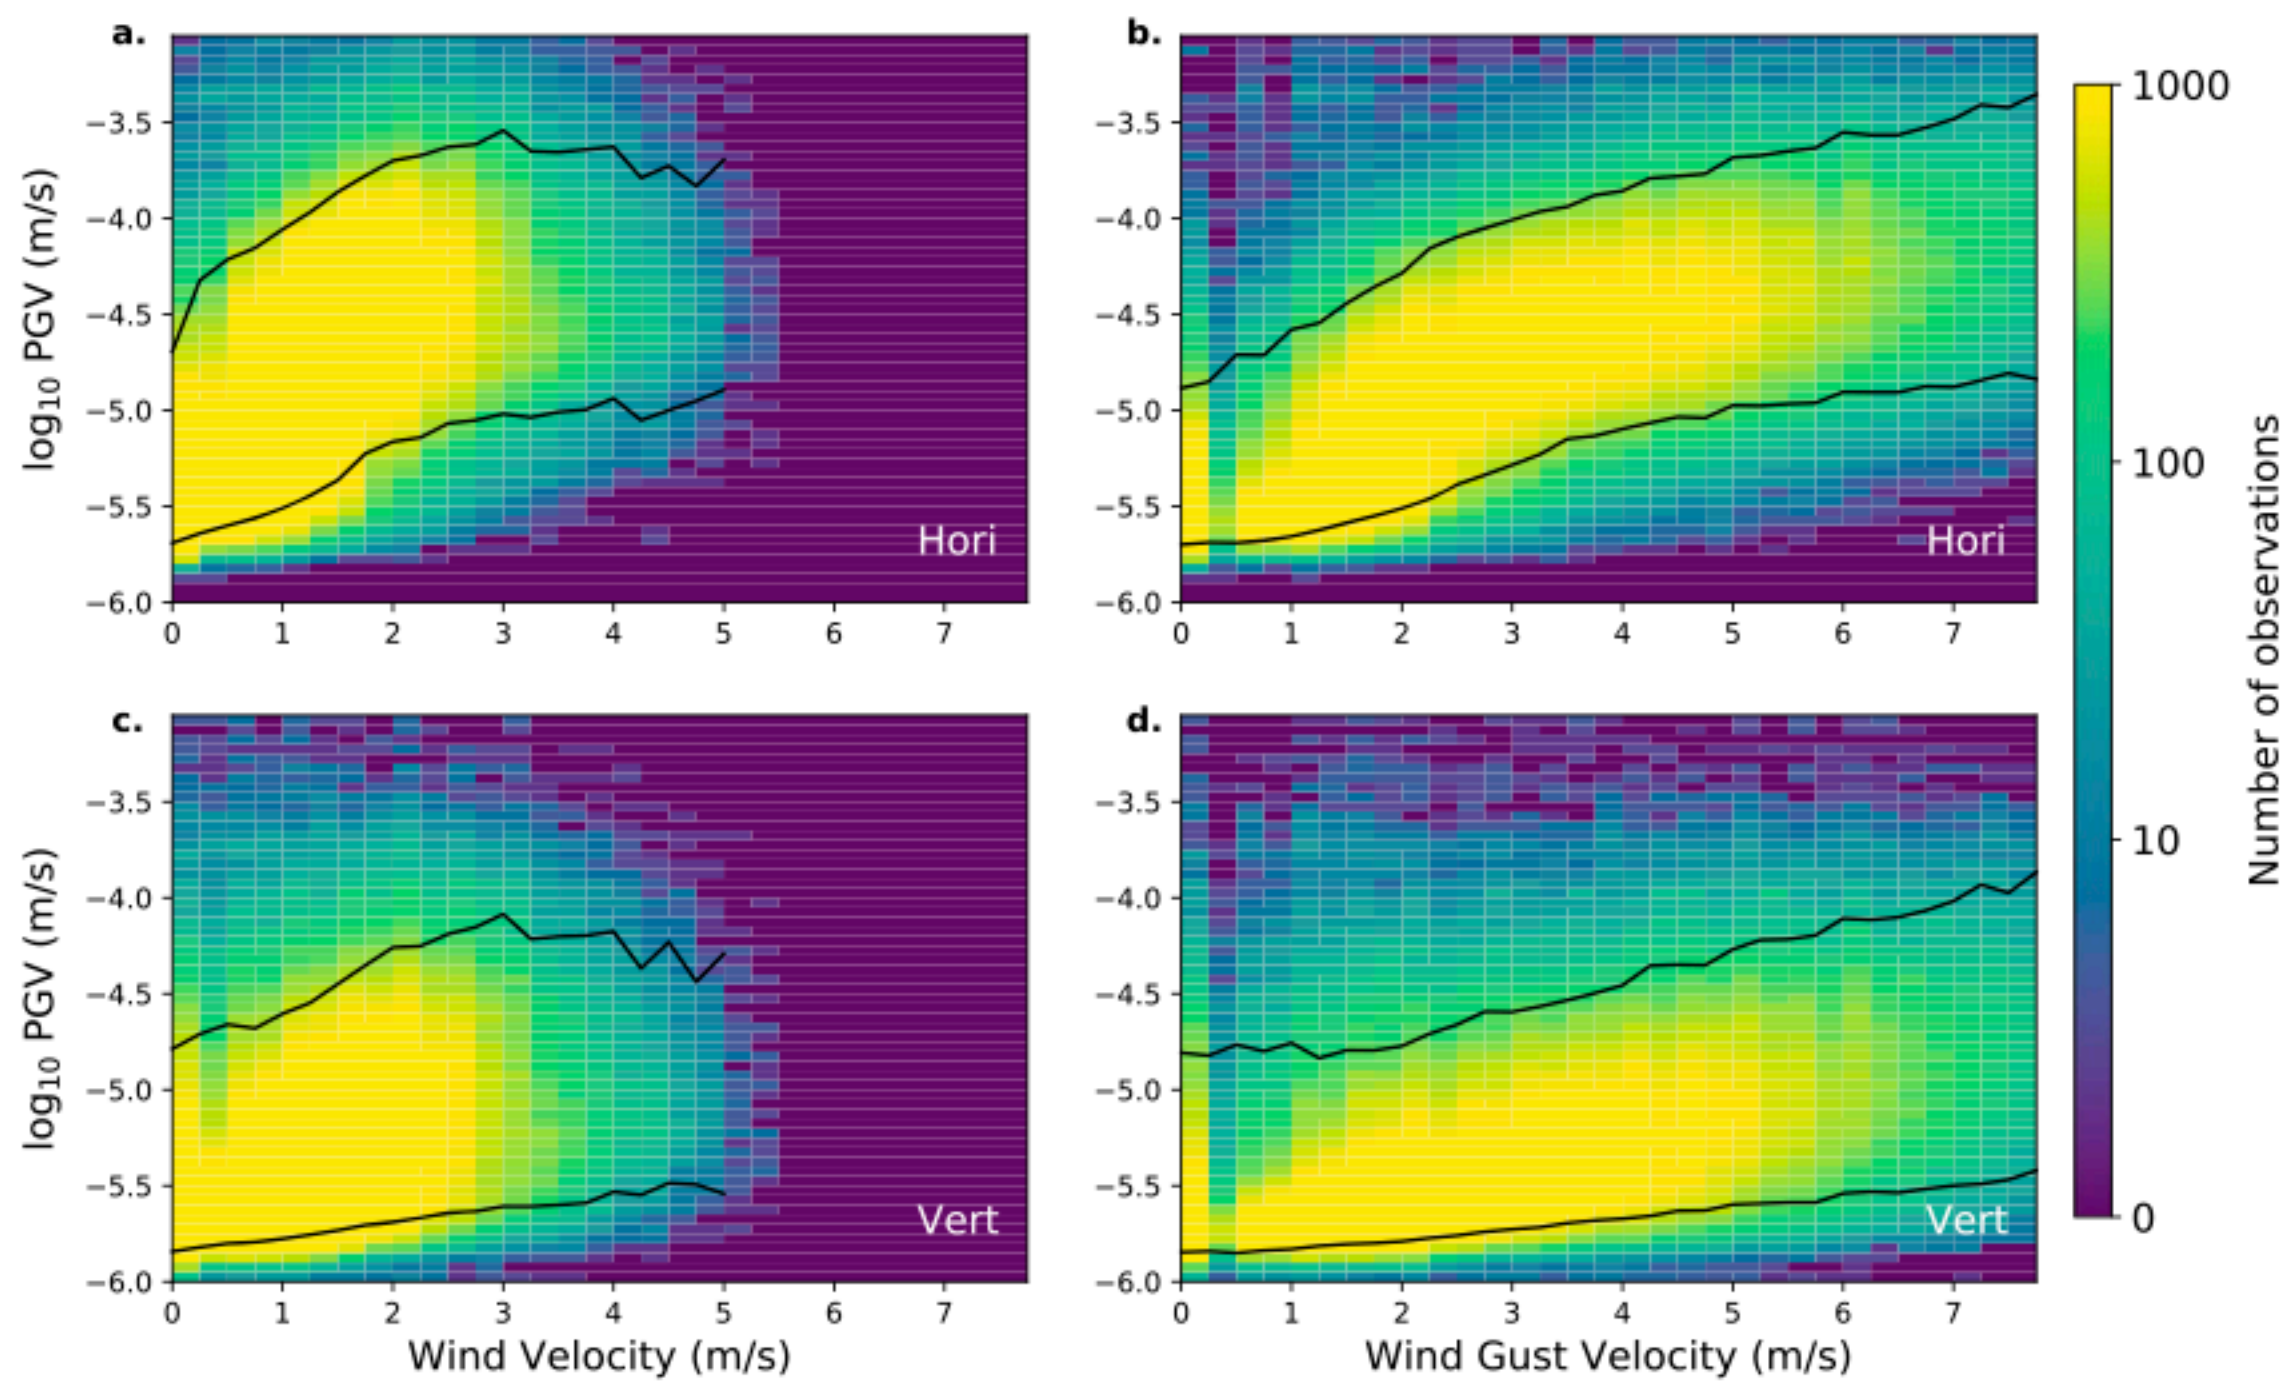 a.
log10 PGV (m/s)
−3.5
−4.0
−4.5
−5.0
−5.5
−6.0
0 1 2 3 4 5 6 7
Hori
b.
−3.5
−4.0
−4.5
−5.0
−5.5
−6.0
0 1 2 3 4 5 6 7
Hori
c.
log10 PGV (m/s)
−3.5
−4.0
−4.5
−5.0
−5.5
−6.0
0 1 2 3 4 5 6 7
Vert
Wind Velocity (m/s)
d.
−3.5
−4.0
−4.5
−5.0
−5.5
−6.0
0 1 2 3 4 5 6 7
Vert
Wind Gust Velocity (m/s)
1000
100
10
0
Number of observations